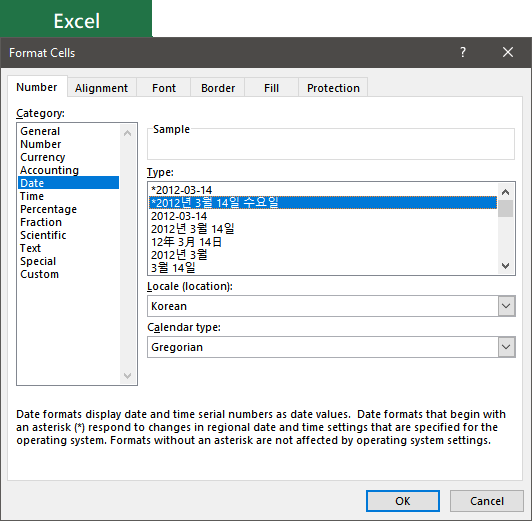 Excel
Format Cells
?
Number Alignment Font Border Fill Protection
Category:
General
Number
Currency
Accounting
Date
Time
Percentage
Fraction
Scientific
Text
Special
Custom
Sample
Type:
*2012-03-14
*2012년 3월 14일 수요일
2012-03-14
2012년 3월 14일
12年 3月 14日
2012년 3월
3월 14일
Locale (location):
Korean
Calendar type:
Gregorian
Date formats display date and time serial numbers as date values.  Date formats that begin with
an asterisk (*) respond to changes in regional date and time settings that are specified for the
operating system. Formats without an asterisk are not affected by operating system settings.
OK Cancel